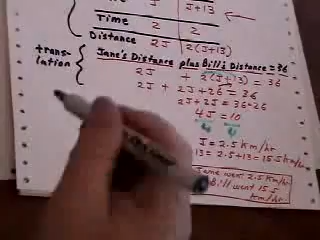 J J+13
Time 2 2
Distance 2J 2(J+13)
trans-
lation
Jane's Distance plus Bill's Distance = 36
2J + 2(J+13) = 36
2J + 2J+26 = 36
2J+2J = 36-26
4J = 10
J = 2.5 km/hr
13 = 2.5+13 = 15.5 km/hr
Jane went 2.5 km/hr
Bill went 15.5
km/hr